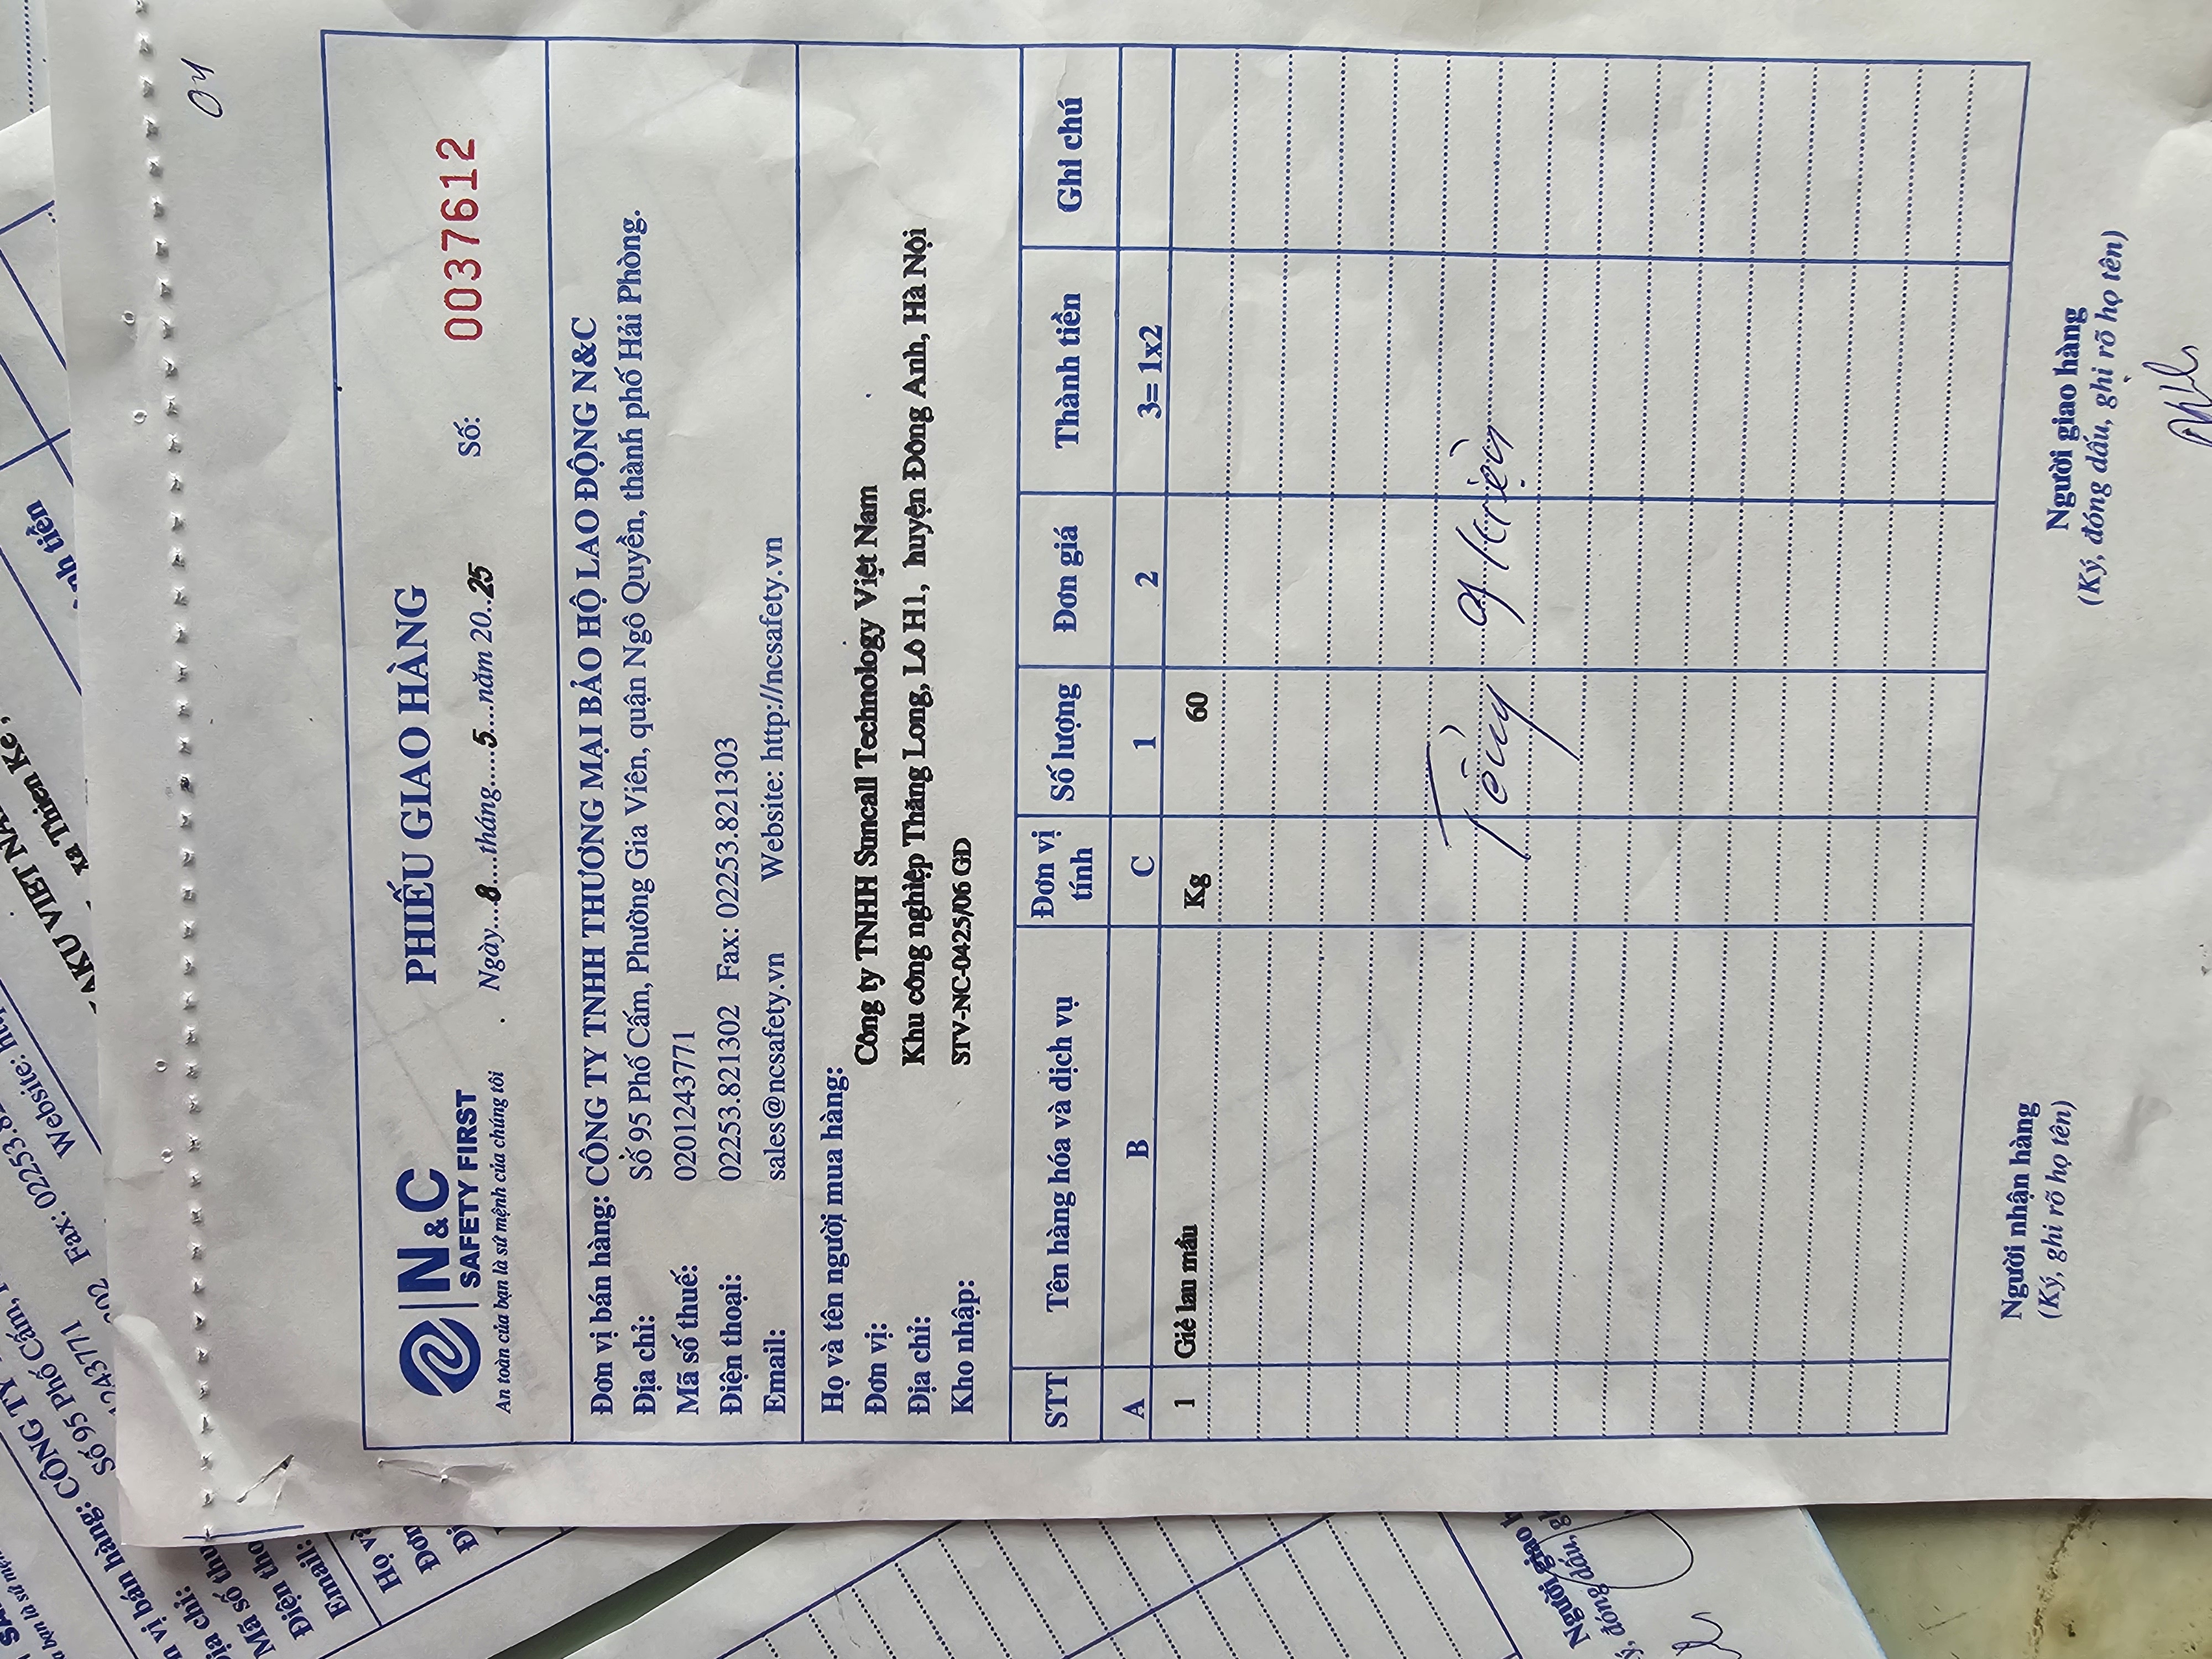 04
N&C
SAFETY FIRST
An toàn của bạn là sứ mệnh của chúng tôi
PHIẾU GIAO HÀNG
Ngày...8...tháng....5...năm 20..25
Số: 0037612
Đơn vị bán hàng: CÔNG TY TNHH THƯƠNG MẠI BẢO HỘ LAO ĐỘNG N&C
Địa chỉ: Số 95 Phố Cấm, Phường Gia Viên, quận Ngô Quyền, thành phố Hải Phòng.
Mã số thuế: 0201243771
Điện thoại: 02253.821302 Fax: 02253.821303
Email: sales@ncsafety.vn Website: http://ncsafety.vn
Họ và tên người mua hàng:
Đơn vị: Công ty TNHH Suncall Technology Việt Nam
Địa chỉ: Khu công nghiệp Thăng Long, Lô H1, huyện Đông Anh, Hà Nội
Kho nhập: STV-NC-0425/06 GD
STT Tên hàng hóa và dịch vụ Đơn vị tính Số lượng Đơn giá Thành tiền Ghi chú
A B C 1 2 3= 1x2
1 Giẻ lau mầu Kg 60
Người nhận hàng
(Ký, ghi rõ họ tên)
Người giao hàng
(Ký, đóng dấu, ghi rõ họ tên)